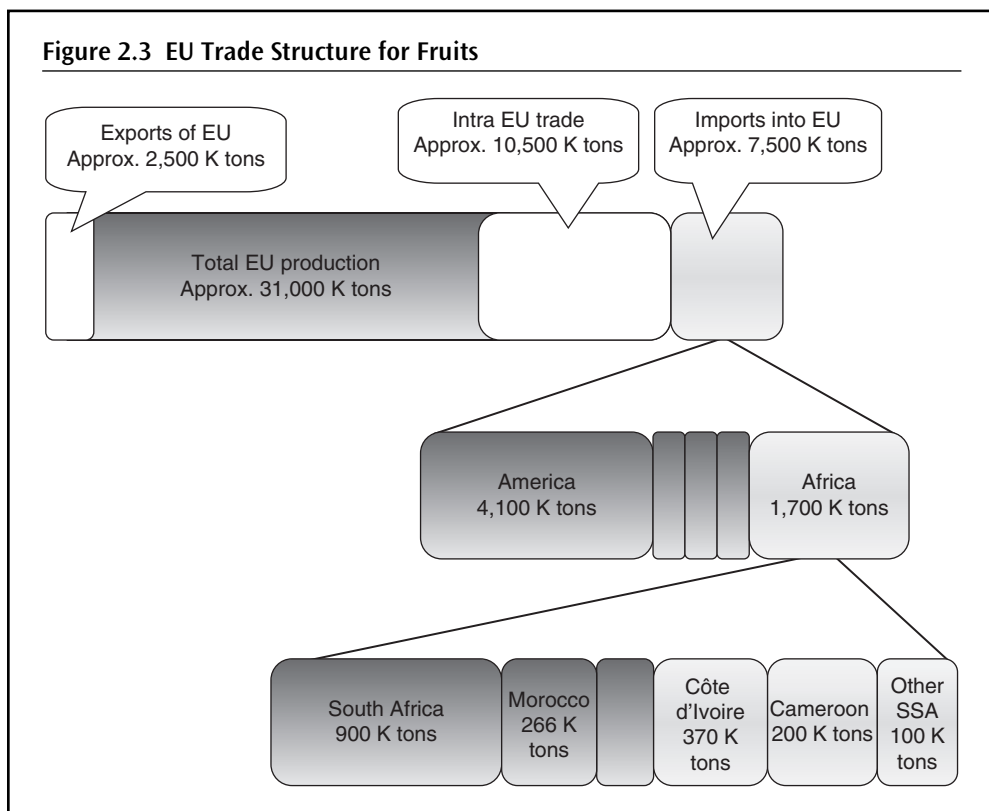 Figure 2.3 EU Trade Structure for Fruits
Exports of EU
Approx. 2,500 K tons
Intra EU trade
Approx. 10,500 K tons
Imports into EU
Approx. 7,500 K tons
Total EU production
Approx. 31,000 K tons
America
4,100 K tons
Africa
1,700 K tons
South Africa
900 K tons
Morocco
266 K
tons
Côte
d'Ivoire
370 K
tons
Cameroon
200 K tons
Other
SSA
100 K
tons